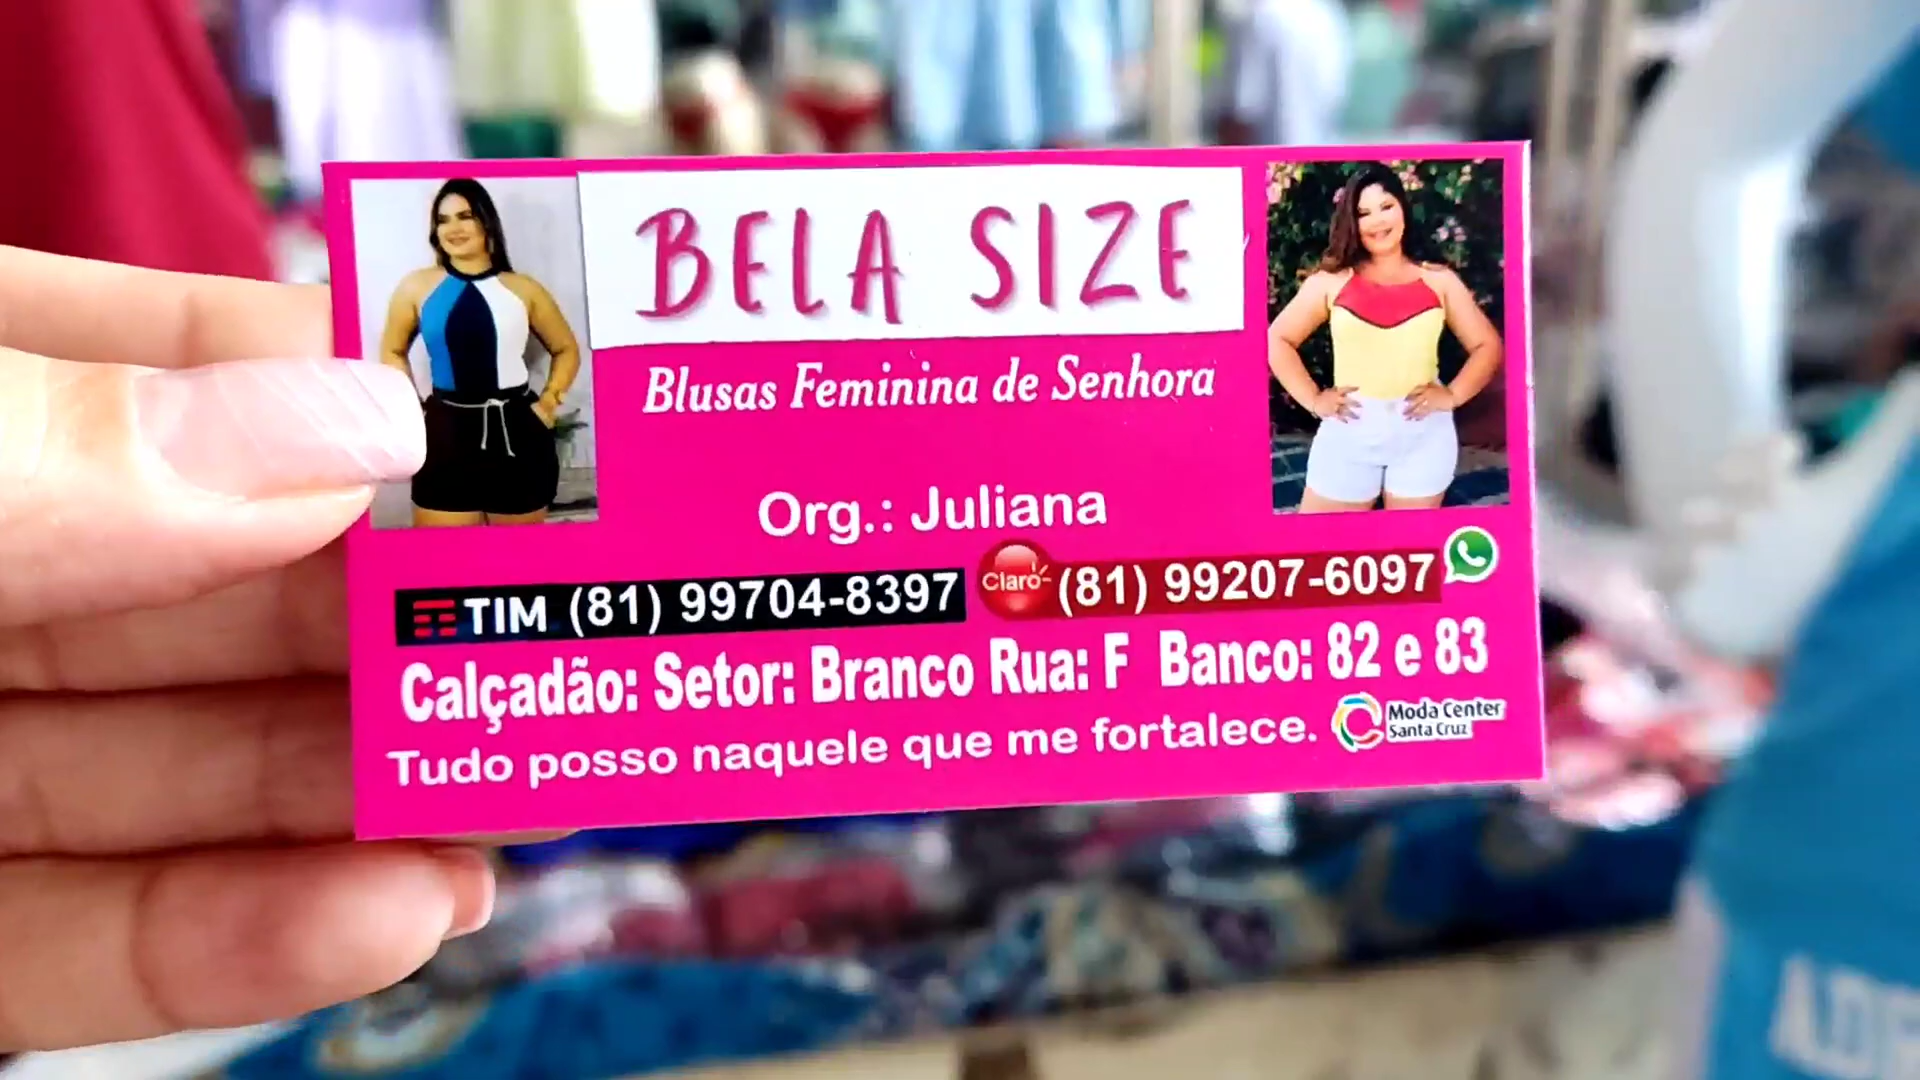 BELA SIZE
Blusas Feminina de Senhora
Org.: Juliana
TIM (81) 99704-8397
Claro (81) 99207-6097
Calçadão: Setor: Branco Rua: F Banco: 82 e 83
Tudo posso naquele que me fortalece.
Moda Center
Santa Cruz